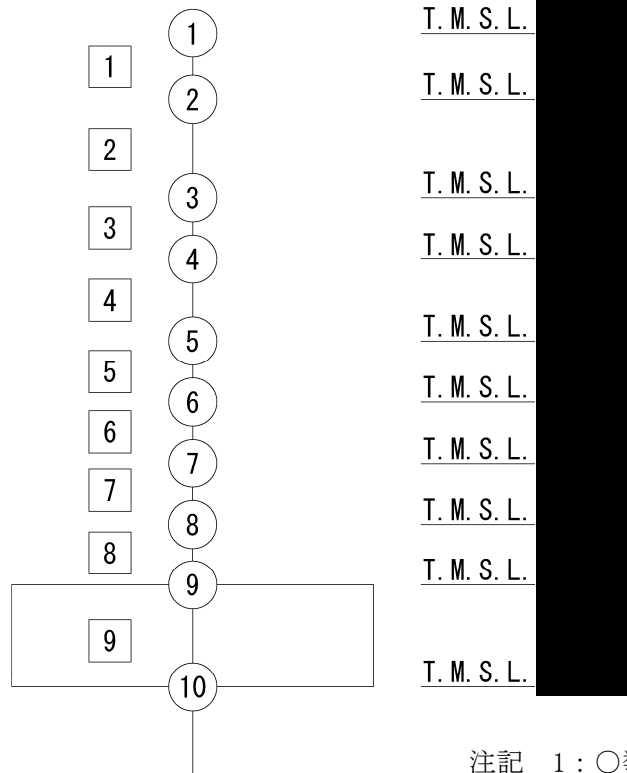 1 T.M.S.L.
1
2 T.M.S.L.
2
3 T.M.S.L.
3
4 T.M.S.L.
4
5 T.M.S.L.
5
6 T.M.S.L.
6
7 T.M.S.L.
7
8 T.M.S.L.
8
9 T.M.S.L.
9
10 T.M.S.L.
注記 1:○